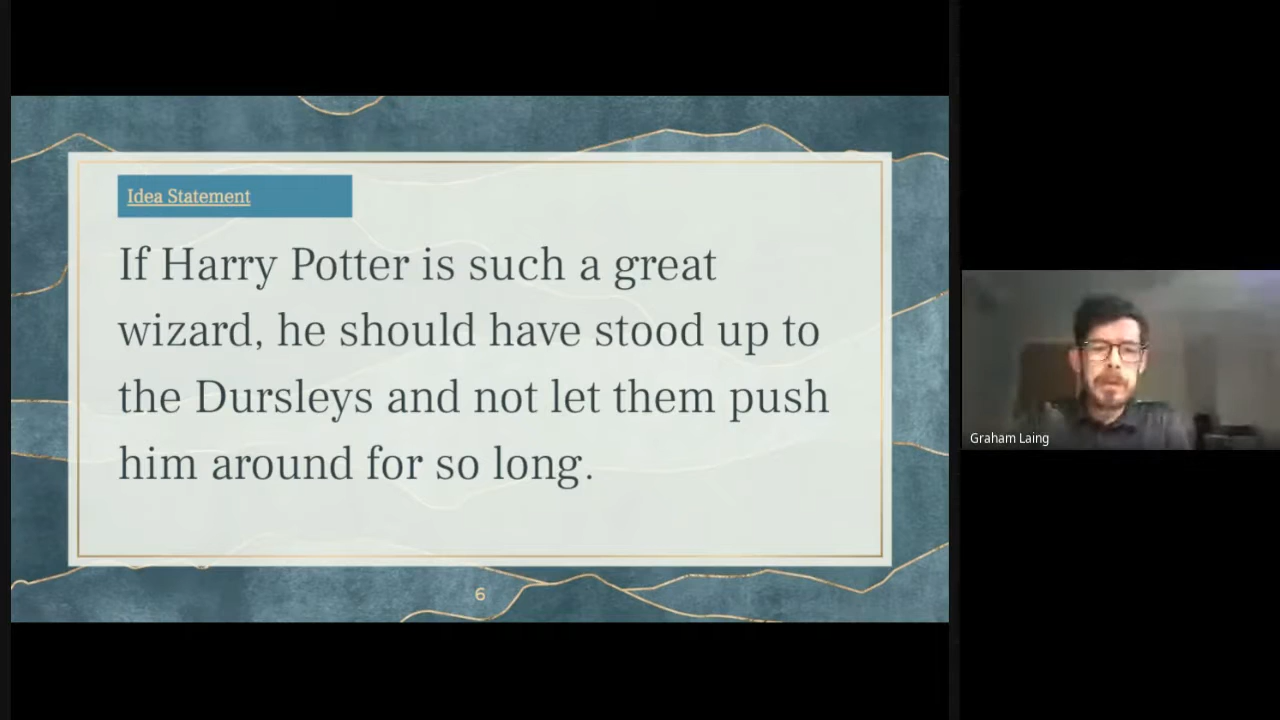 Idea Statement
If Harry Potter is such a great
wizard, he should have stood up to
the Dursleys and not let them push
him around for so long.
6
Graham Laing